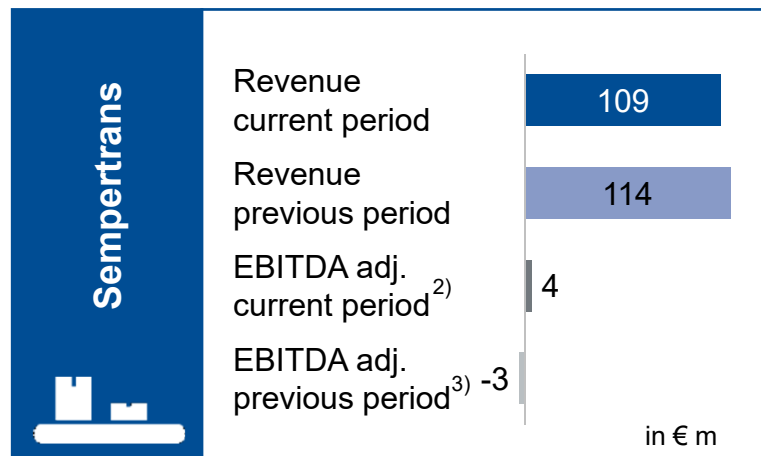 Sempertrans
Revenue
current period
109
Revenue
previous period
114
EBITDA adj.
current period2)
4
EBITDA adj.
previous period3)
-3
in € m